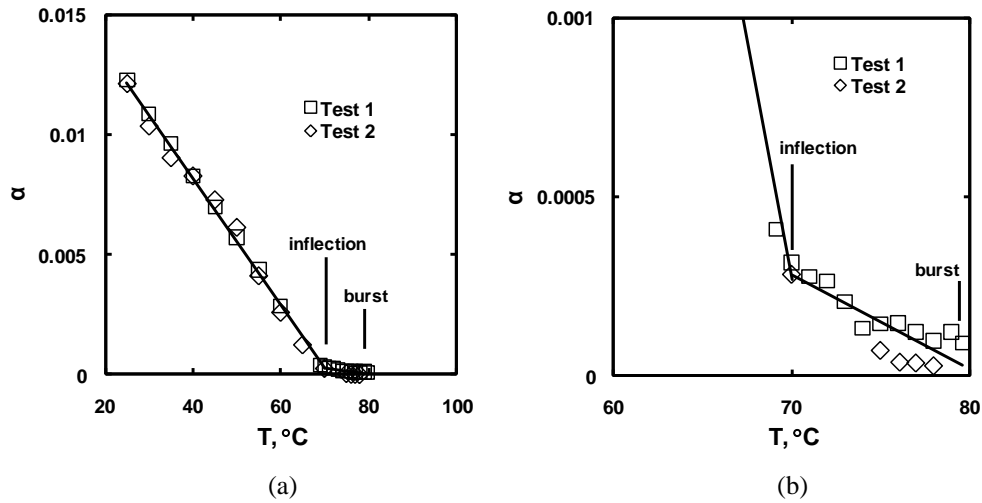 0.015
0.01
0.005
0
α
Test 1
Test 2
inflection
burst
20 40 60 80 100
T, °C
(a)
0.001
0.0005
0
α
Test 1
Test 2
inflection
burst
60 70 80
T, °C
(b)